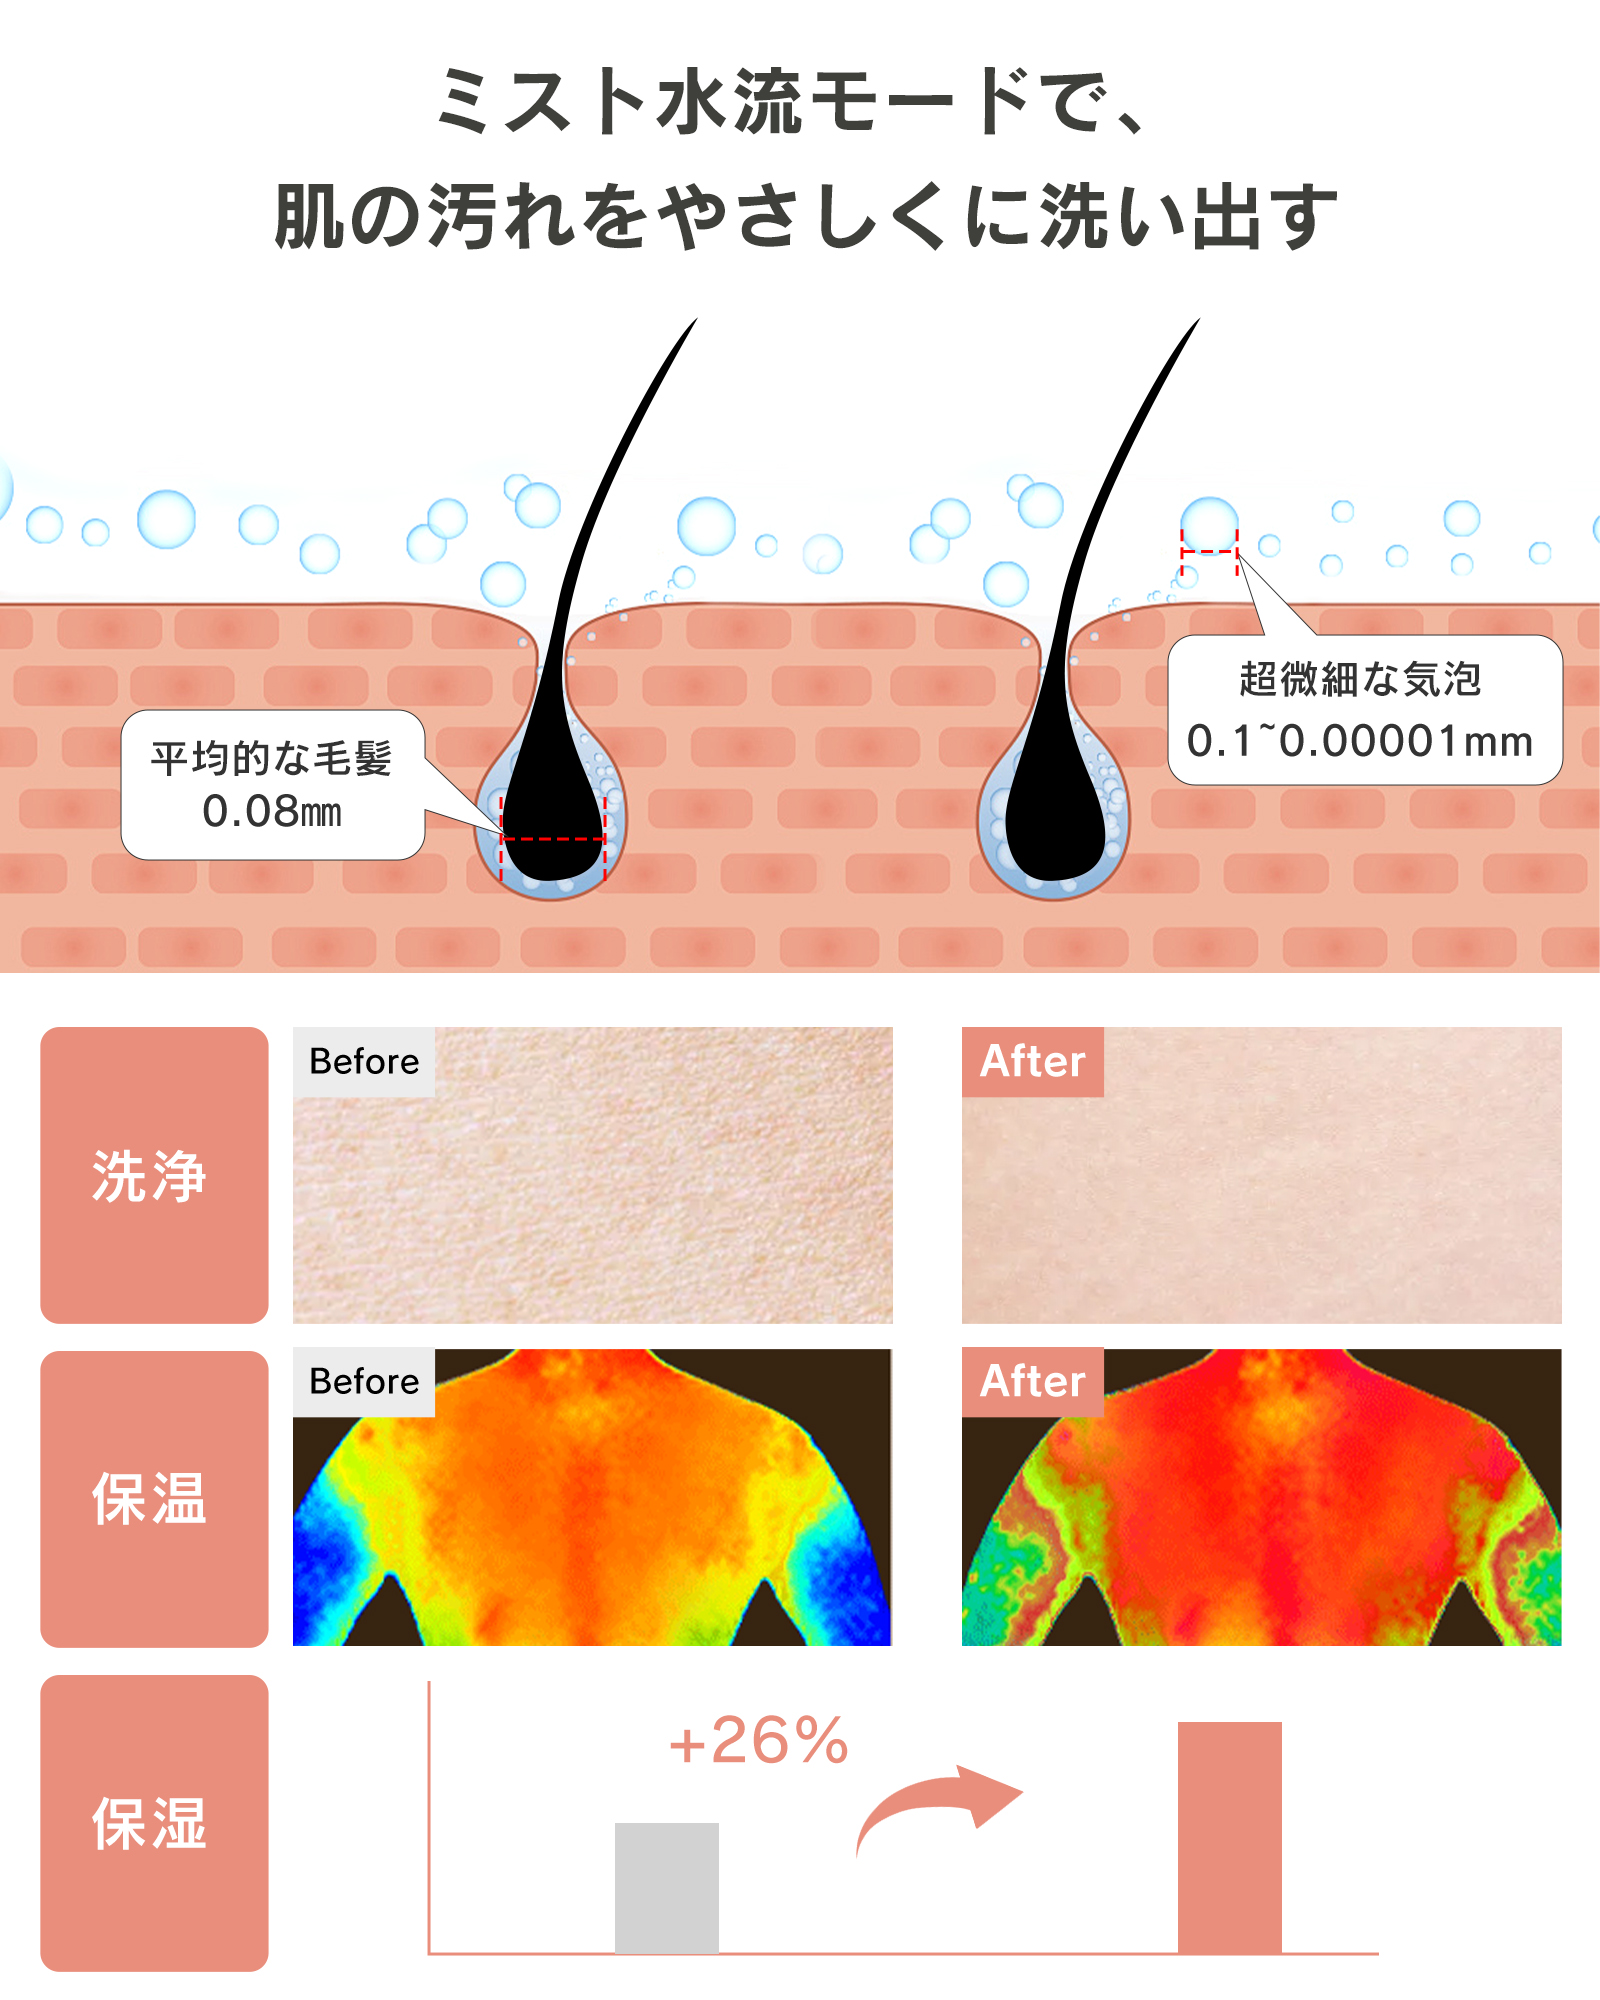 ミスト水流モードで、
肌の汚れをやさしくに洗い出す
超微細な気泡
0.1~0.00001mm
平均的な毛髪
0.08㎜
洗浄
Before
After
保温
Before
After
保湿
+26%